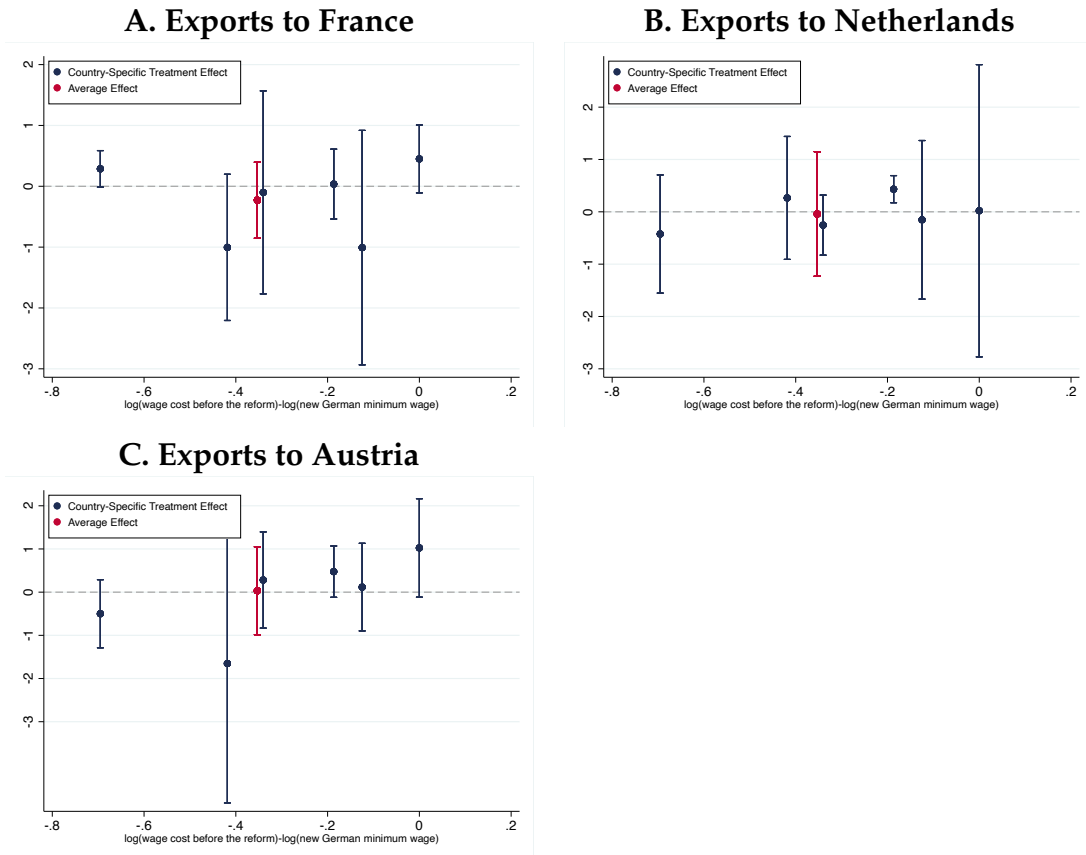 A. Exports to France
Country-Specific Treatment Effect
Average Effect
2
1
0
-1
-2
-3
-.8 -.6 -.4 -.2 0 .2
log(wage cost before the reform)-log(new German minimum wage)
B. Exports to Netherlands
Country-Specific Treatment Effect
Average Effect
2
1
0
-1
-2
-3
-.8 -.6 -.4 -.2 0 .2
log(wage cost before the reform)-log(new German minimum wage)
C. Exports to Austria
Country-Specific Treatment Effect
Average Effect
2
1
0
-1
-2
-3
-.8 -.6 -.4 -.2 0 .2
log(wage cost before the reform)-log(new German minimum wage)